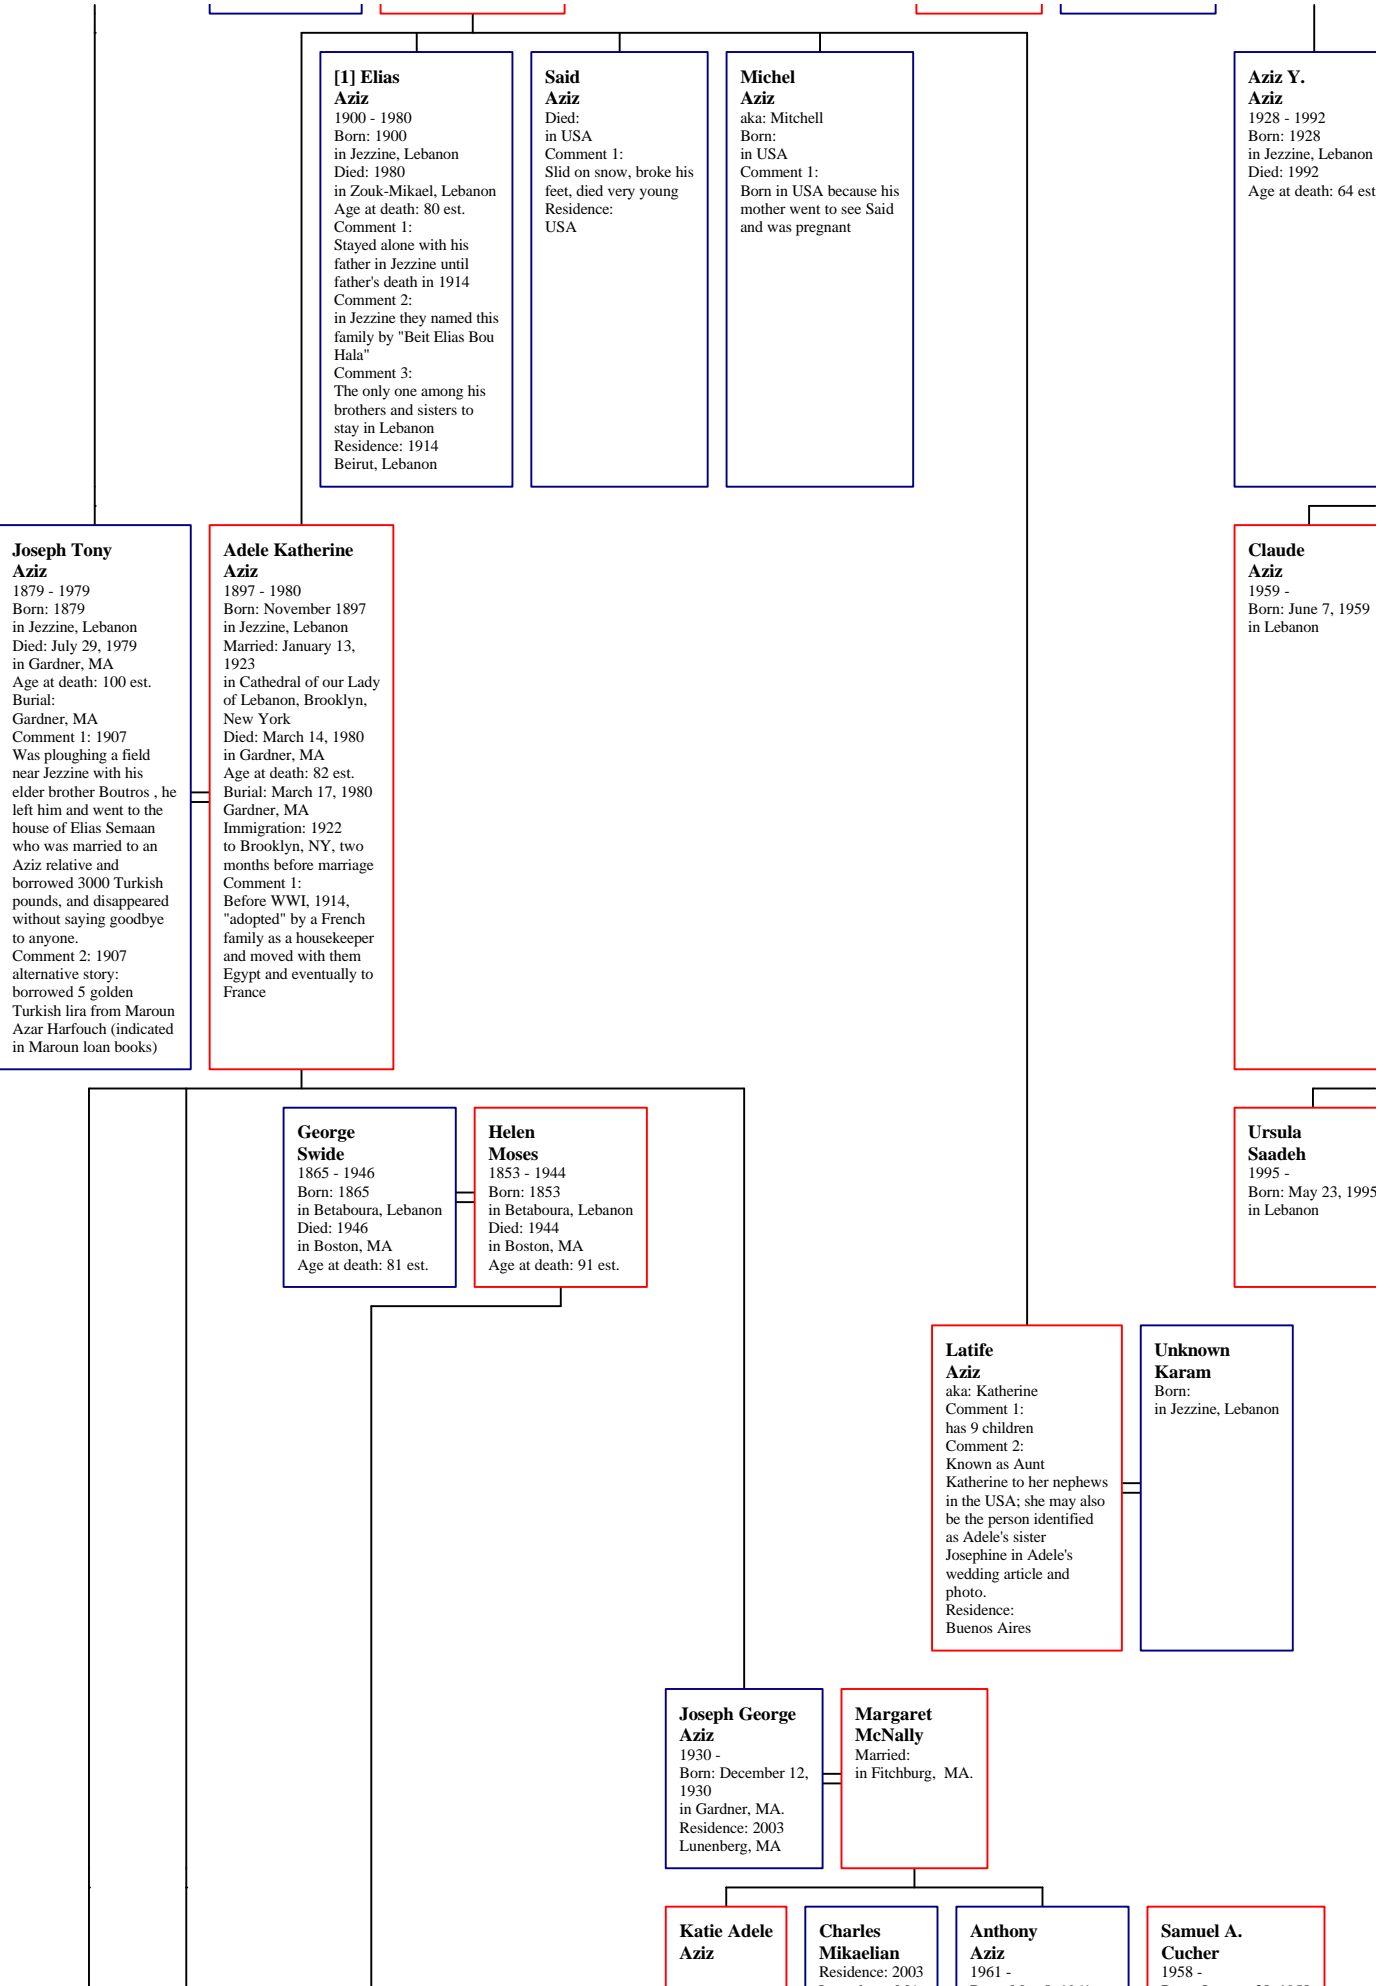 [1] Elias
Aziz
1900 - 1980
Born: 1900
in Jezzine, Lebanon
Died: 1980
in Zouk-Mikael, Lebanon
Age at death: 80 est.
Comment 1:
Stayed alone with his
father in Jezzine until
father's death in 1914
Comment 2:
in Jezzine they named this
family by "Beit Elias Bou
Hala"
Comment 3:
The only one among his
brothers and sisters to
stay in Lebanon
Residence: 1914
Beirut, Lebanon
Said
Aziz
Died:
in USA
Comment 1:
Slid on snow, broke his
feet, died very young
Residence:
USA
Michel
Aziz
aka: Mitchell
Born:
in USA
Comment 1:
Born in USA because his
mother went to see Said
and was pregnant
Aziz Y.
Aziz
1928 - 1992
Born: 1928
in Jezzine, Lebanon
Died: 1992
Age at death: 64 est
Joseph Tony
Aziz
1879 - 1979
Born: 1879
in Jezzine, Lebanon
Died: July 29, 1979
in Gardner, MA
Age at death: 100 est.
Burial:
Gardner, MA
Comment 1: 1907
Was ploughing a field
near Jezzine with his
elder brother Boutros , he
left him and went to the
house of Elias Semaan
who was married to an
Aziz relative and
borrowed 3000 Turkish
pounds, and disappeared
without saying goodbye
to anyone.
Comment 2: 1907
alternative story:
borrowed 5 golden
Turkish lira from Maroun
Azar Harfouch (indicated
in Maroun loan books)
Adele Katherine
Aziz
1897 - 1980
Born: November 1897
in Jezzine, Lebanon
Married: January 13,
1923
in Cathedral of our Lady
of Lebanon, Brooklyn,
New York
Died: March 14, 1980
in Gardner, MA
Age at death: 82 est.
Burial: March 17, 1980
Gardner, MA
Immigration: 1922
to Brooklyn, NY, two
months before marriage
Comment 1:
Before WWI, 1914,
"adopted" by a French
family as a housekeeper
and moved with them
Egypt and eventually to
France
Claude
Aziz
1959 -
Born: June 7, 1959
in Lebanon
George
Swide
1865 - 1946
Born: 1865
in Betaboura, Lebanon
Died: 1946
in Boston, MA
Age at death: 81 est.
Helen
Moses
1853 - 1944
Born: 1853
in Betaboura, Lebanon
Died: 1944
in Boston, MA
Age at death: 91 est.
Ursula
Saadeh
1995 -
Born: May 23, 1995
in Lebanon
Latife
Aziz
aka: Katherine
Comment 1:
has 9 children
Comment 2:
Known as Aunt
Katherine to her nephews
in the USA; she may also
be the person identified
as Adele's sister
Josephine in Adele's
wedding article and
photo.
Residence:
Buenos Aires
Unknown
Karam
Born:
in Jezzine, Lebanon
Joseph George
Aziz
1930 -
Born: December 12,
1930
in Gardner, MA.
Residence: 2003
Lunenberg, MA
Margaret
McNally
Married:
in Fitchburg, MA.
Katie Adele
Aziz
Charles
Mikaelian
Residence: 2003
Anthony
Aziz
1961 -
Samuel A.
Cucher
1958 -